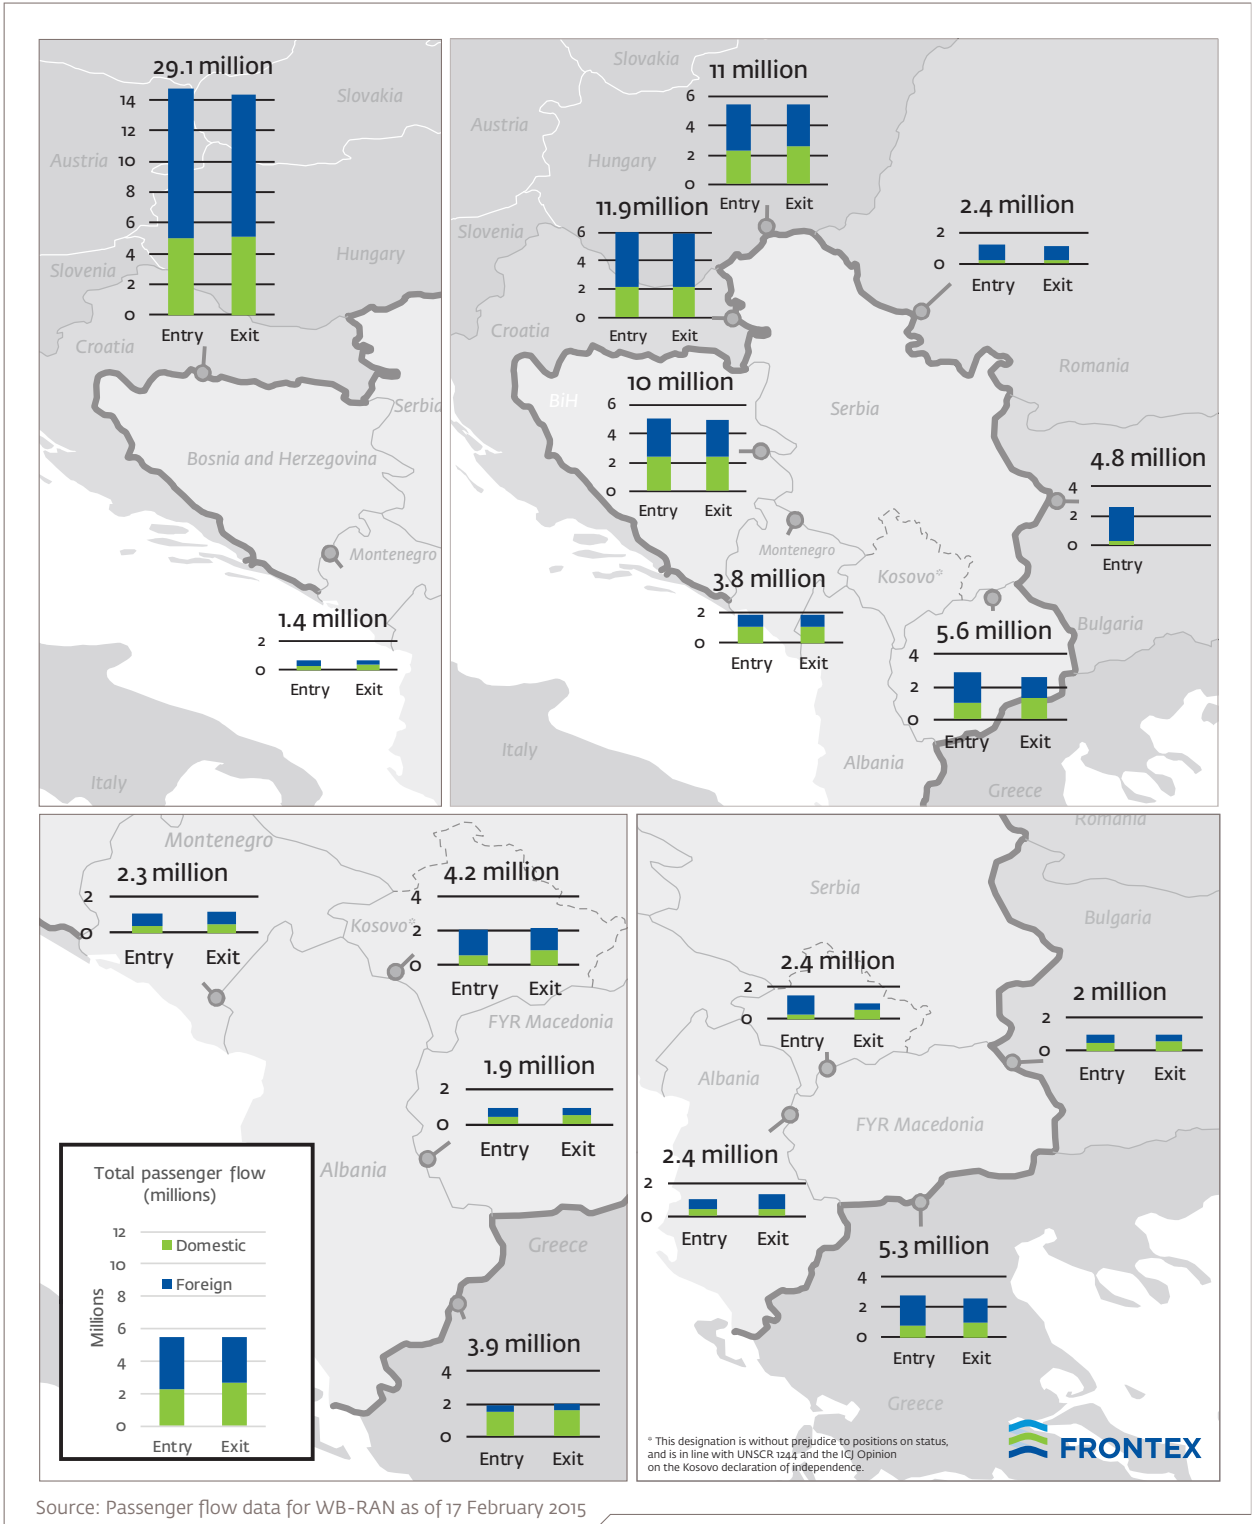 29.1 million
14
12
10
8
6
4
2
0
Entry Exit
Slovakia
Austria
Hungary
Slovenia
Croatia
Serbia
Bosnia and Herzegovina
Montenegro
1.4 million
2
0
Entry Exit
Italy
Slovakia
11 million
6
4
2
0
Entry Exit
Austria
Hungary
11.9million
6
4
2
0
Entry Exit
Slovenia
Croatia
2.4 million
2
0
Entry Exit
Romania
10 million
6
4
2
0
Entry Exit
BiH
Serbia
4.8 million
4
2
0
Entry
Montenegro
Kosovo*
3.8 million
2
0
Entry Exit
5.6 million
4
2
0
Entry Exit
Bulgaria
Italy
Albania
Greece
Montenegro
2.3 million
2
0
Entry Exit
4.2 million
4
2
0
Entry Exit
Kosovo*
FYR Macedonia
1.9 million
2
0
Entry Exit
Albania
Greece
3.9 million
4
2
0
Entry Exit
Total passenger flow
(millions)
Millions
12
10
8
6
4
2
0
Domestic
Foreign
Entry Exit
Romania
Serbia
Bulgaria
2.4 million
2
0
Entry Exit
2 million
2
0
Entry Exit
Albania
FYR Macedonia
2.4 million
2
0
Entry Exit
5.3 million
4
2
0
Entry Exit
Greece
* This designation is without prejudice to positions on status,
and is in line with UNSCR 1244 and the ICJ Opinion
on the Kosovo declaration of independence.
FRONTEX
Source: Passenger flow data for WB-RAN as of 17 February 2015